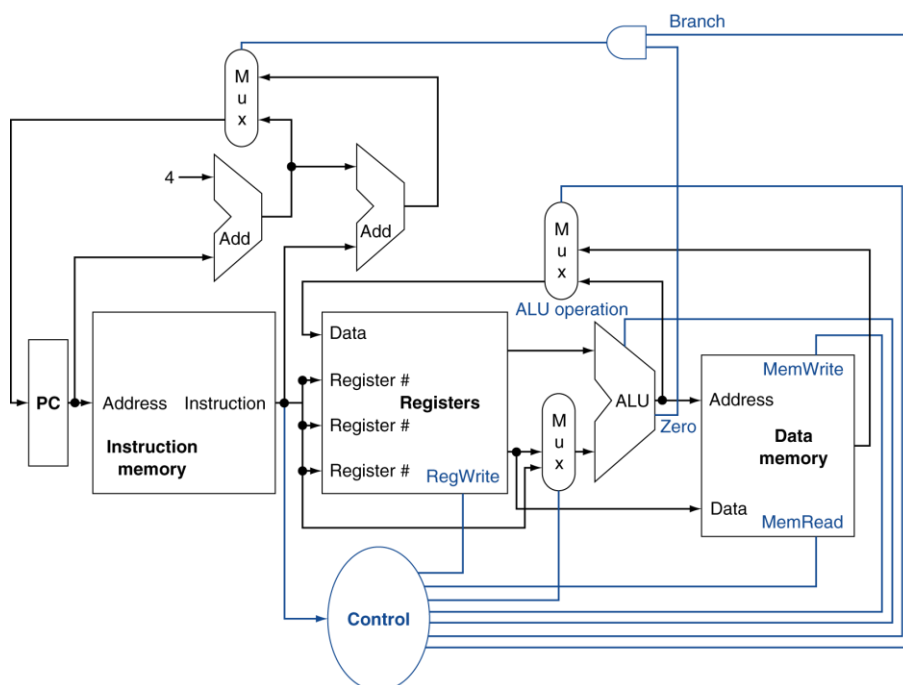 Branch
M
u
x
4
Add
Add
M
u
x
ALU operation
Data
Register #
Registers
Register #
Register #
RegWrite
PC
Address
Instruction
Instruction
memory
M
u
x
ALU
Zero
MemWrite
Address
Data
memory
Data
MemRead
Control